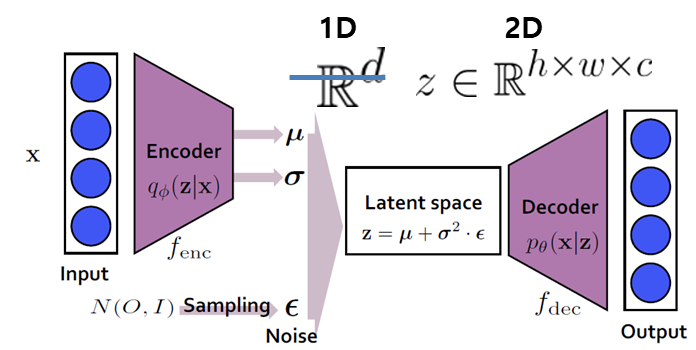 1D 2D
ℝ^d z ∈ ℝ^{h×w×c}
x
Encoder
q_ϕ(z|x)
f_enc
Input
μ
σ
N(O, I) Sampling ϵ
Noise
Latent space
z = μ + σ² · ϵ
Decoder
p_θ(x|z)
f_dec
Output